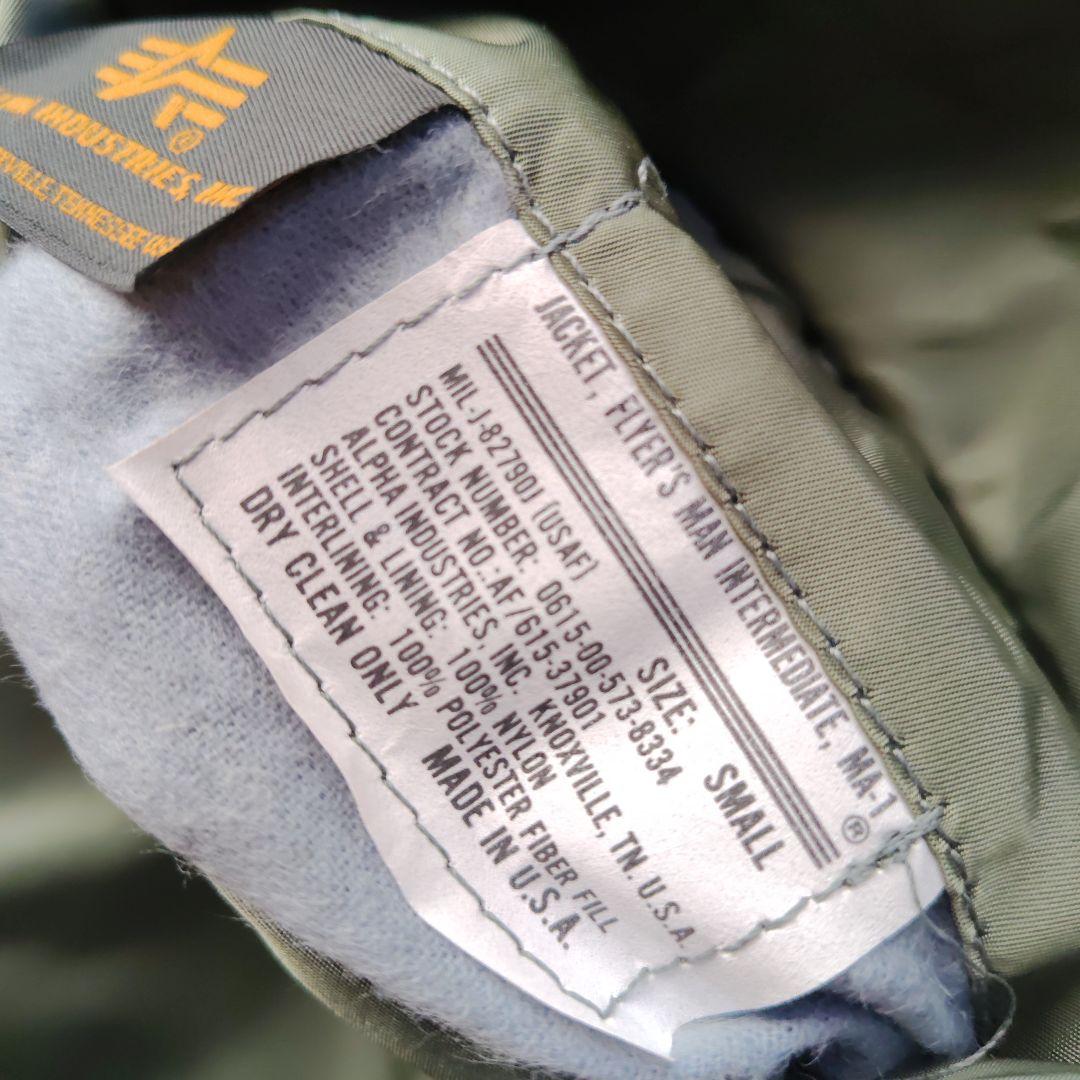 INDUSTRIES, INC.
TENNESSEE USA
JACKET, FLYER'S MAN INTERMEDIATE, MA-1
®
SIZE: SMALL
MIL-J-82790J (USAF)
STOCK NUMBER: 0615-00-573-8334
CONTRACT NO.:AF/615-37901
ALPHA INDUSTRIES, INC. KNOXVILLE, TN. U.S.A.
SHELL & LINING: 100% NYLON
INTERLINING: 100% POLYESTER FIBER FILL
DRY CLEAN ONLY MADE IN U.S.A.